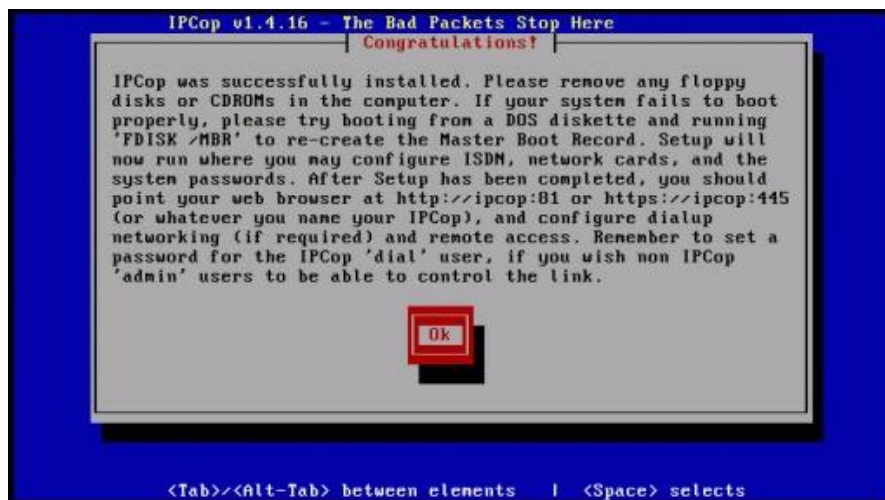 IPCop v1.4.16 - The Bad Packets Stop Here
Congratulations!
IPCop was successfully installed. Please remove any floppy
disks or CDROMs in the computer. If your system fails to boot
properly, please try booting from a DOS diskette and running
'FDISK /MBR' to re-create the Master Boot Record. Setup will
now run where you may configure ISDN, network cards, and the
system passwords. After Setup has been completed, you should
point your web browser at http://ipcop:81 or https://ipcop:445
(or whatever you name your IPCop), and configure dialup
networking (if required) and remote access. Remember to set a
password for the IPCop 'dial' user, if you wish non IPCop
'admin' users to be able to control the link.
Ok
<Tab>/<Alt-Tab> between elements | <Space> selects